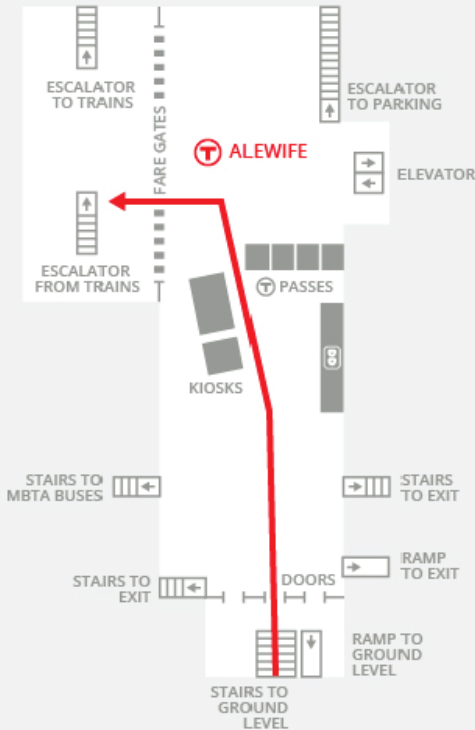 ESCALATOR
TO TRAINS
FARE GATES
T ALEWIFE
ESCALATOR
TO PARKING
ELEVATOR
ESCALATOR
FROM TRAINS
T PASSES
KIOSKS
DD
STAIRS TO
MBTA BUSES
STAIRS
TO EXIT
RAMP
TO EXIT
STAIRS TO
EXIT
DOORS
STAIRS TO
GROUND
LEVEL
RAMP TO
GROUND
LEVEL